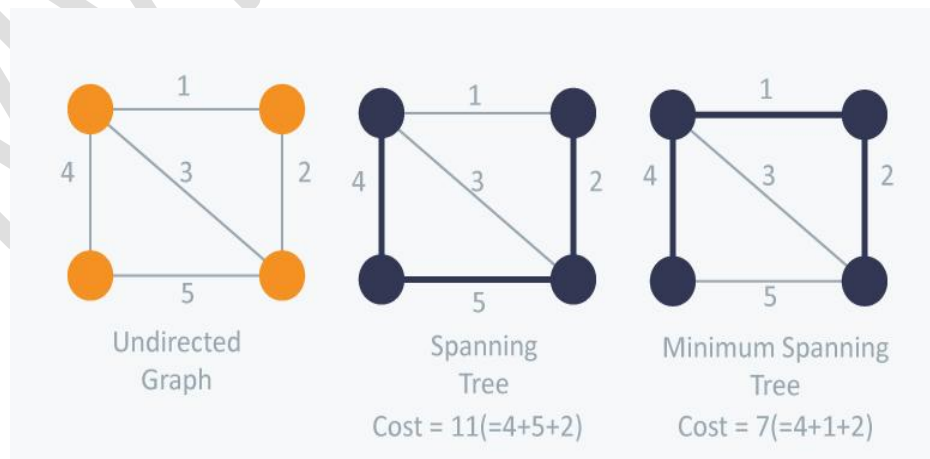 1
4
3
2
5
Undirected
Graph
1
4
3
2
5
Spanning
Tree
Cost = 11(=4+5+2)
1
4
3
2
5
Minimum Spanning
Tree
Cost = 7(=4+1+2)